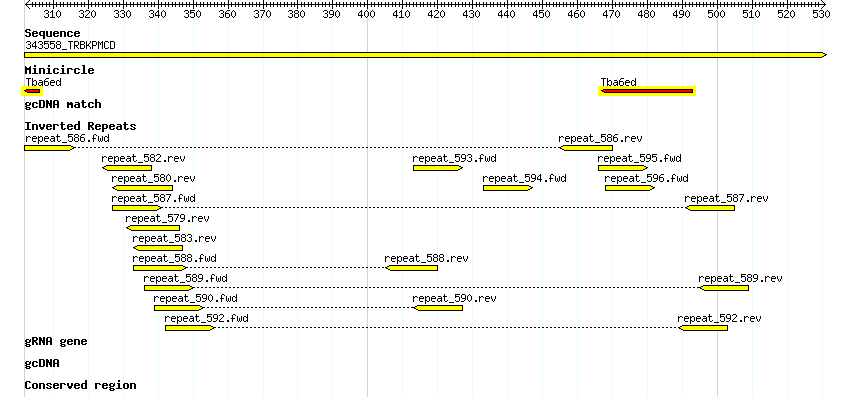 310 320 330 340 350 360 370 380 390 400 410 420 430 440 450 460 470 480 490 500 510 520 530
Sequence
343558_TRBKPMCD
Minicircle
Tba6ed Tba6ed
gcDNA match
Inverted Repeats
repeat_586.fwd repeat_586.rev
repeat_582.rev repeat_593.fwd repeat_595.fwd
repeat_580.rev repeat_594.fwd repeat_596.fwd
repeat_587.fwd repeat_587.rev
repeat_579.rev
repeat_583.rev
repeat_588.fwd repeat_588.rev
repeat_589.fwd repeat_589.rev
repeat_590.fwd repeat_590.rev
repeat_592.fwd repeat_592.rev
gRNA gene
gcDNA
Conserved region